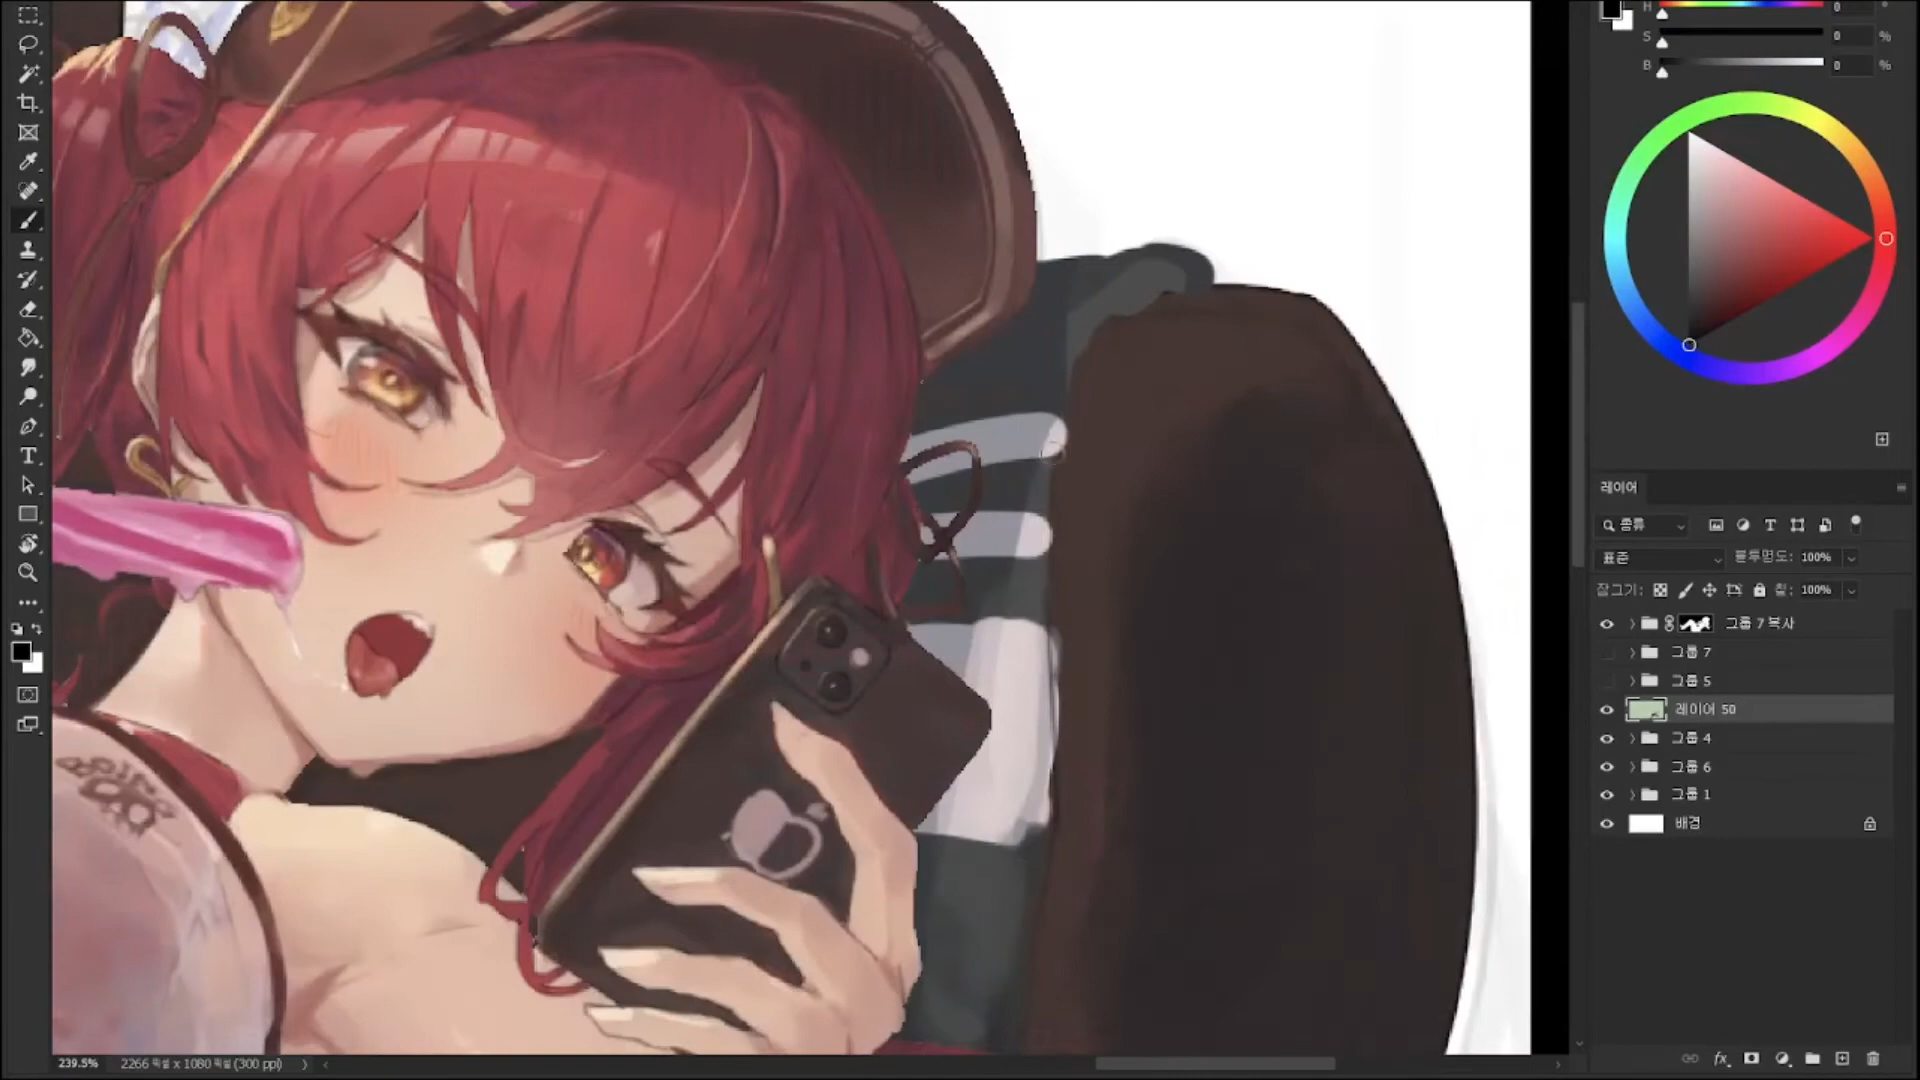 H 0 °
S 0 %
B 0 %
레이어
종류
표준 불투명도: 100%
잠그기: 칠: 100%
그룹 7 복사
그룹 7
그룹 5
레이어 50
그룹 4
그룹 6
그룹 1
배경
fx
239.5% 2266 픽셀 x 1080 픽셀 (300 ppi)